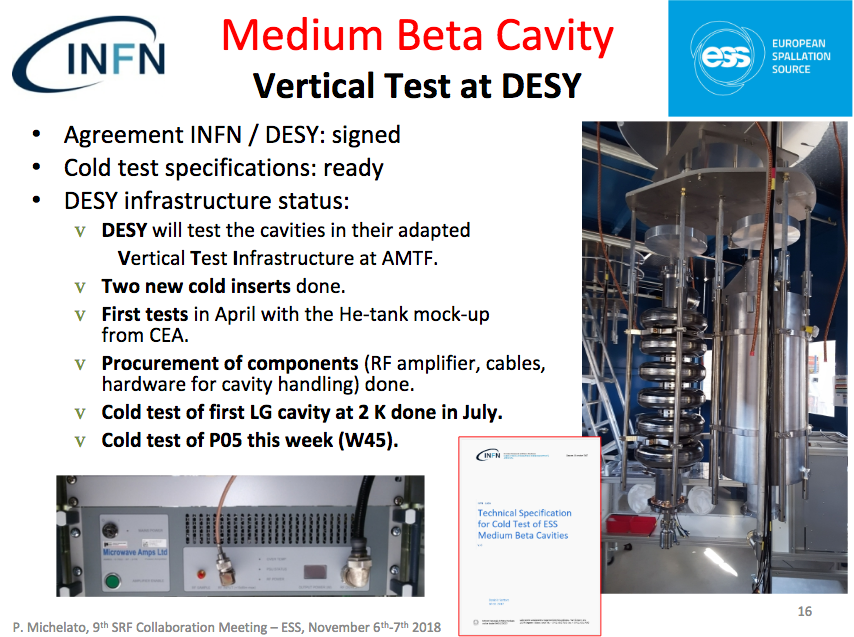 INFN
Medium Beta Cavity
ess
EUROPEAN
SPALLATION
SOURCE
Vertical Test at DESY
• Agreement INFN / DESY: signed
• Cold test specifications: ready
• DESY infrastructure status:
v DESY will test the cavities in their adapted
Vertical Test Infrastructure at AMTF.
v Two new cold inserts done.
v First tests in April with the He-tank mock-up
from CEA.
v Procurement of components (RF amplifier, cables,
hardware for cavity handling) done.
v Cold test of first LG cavity at 2 K done in July.
v Cold test of P05 this week (W45).
Microwave Amps Ltd
INFN
Technical Specification
for Cold Test of ESS
Medium Beta Cavities
16
P. Michelato, 9th SRF Collaboration Meeting – ESS, November 6th-7th 2018